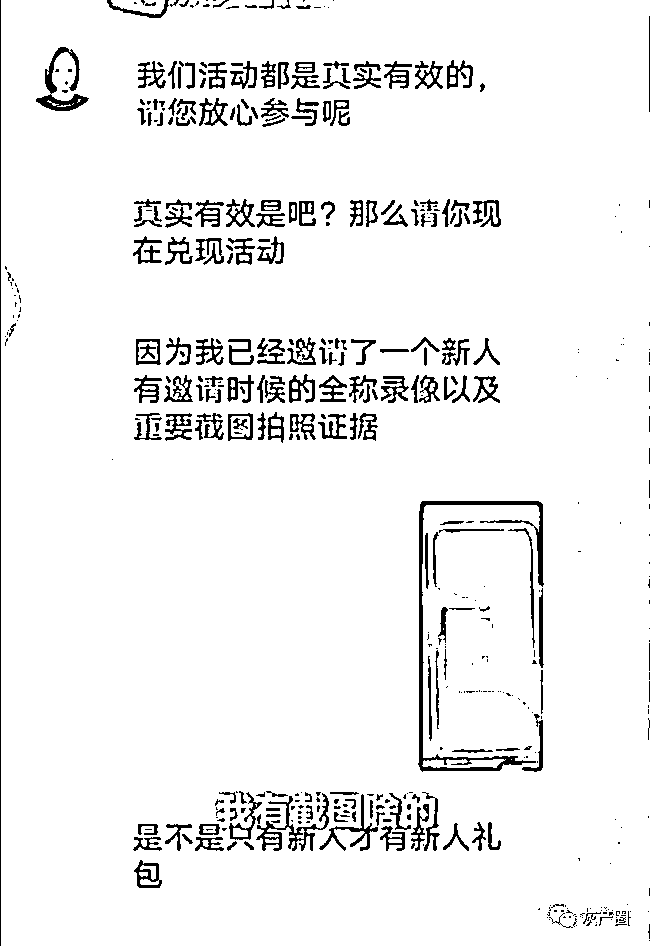 我们活动都是真实有效的，
请您放心参与呢
真实有效是吧？那么请你现
在兑现活动
因为我已经邀请了一个新人
有邀请时候的全称录像以及
重要截图拍照证据
我有截图啥的
是不是只有新人才有新人礼
包
灰产圈